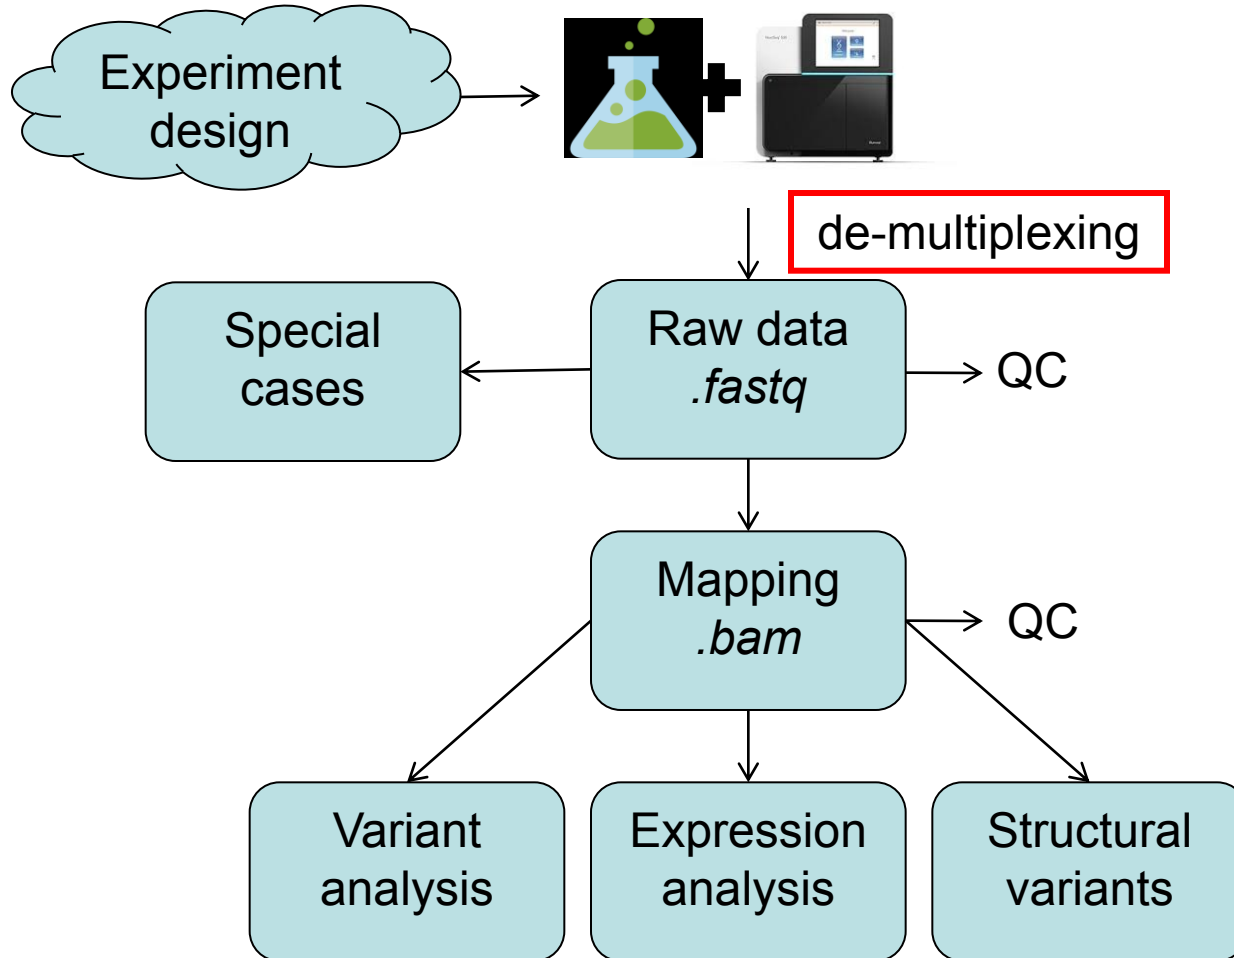 Experiment
design
de-multiplexing
Special
cases
Raw data
.fastq
QC
Mapping
.bam
QC
Variant
analysis
Expression
analysis
Structural
variants